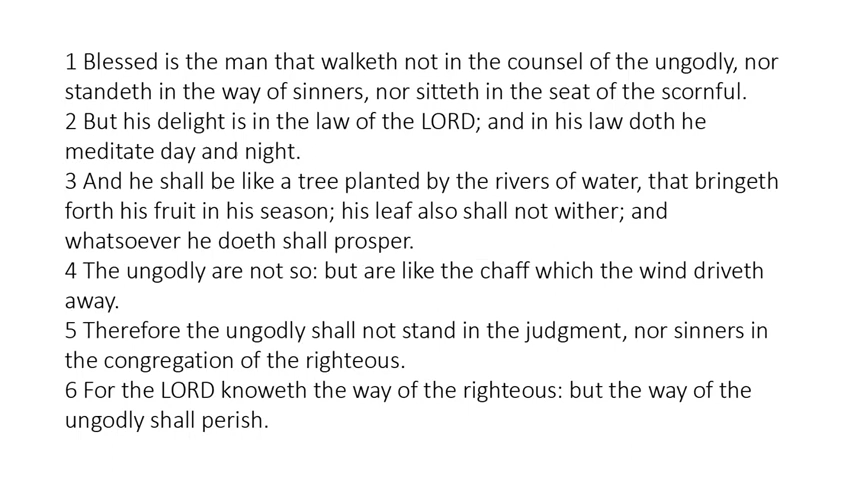 1 Blessed is the man that walketh not in the counsel of the ungodly, nor
standeth in the way of sinners, nor sitteth in the seat of the scornful.
2 But his delight is in the law of the LORD; and in his law doth he
meditate day and night.
3 And he shall be like a tree planted by the rivers of water, that bringeth
forth his fruit in his season; his leaf also shall not wither; and
whatsoever he doeth shall prosper.
4 The ungodly are not so: but are like the chaff which the wind driveth
away.
5 Therefore the ungodly shall not stand in the judgment, nor sinners in
the congregation of the righteous.
6 For the LORD knoweth the way of the righteous: but the way of the
ungodly shall perish.